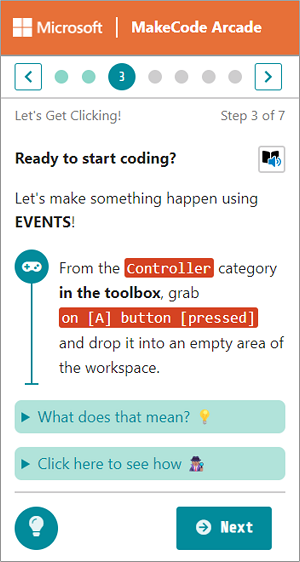 Microsoft | MakeCode Arcade
3
Let's Get Clicking! Step 3 of 7
Ready to start coding?
Let's make something happen using
EVENTS!
From the Controller category
in the toolbox, grab
on [A] button [pressed]
and drop it into an empty area of
the workspace.
What does that mean? 💡
Click here to see how 🕵🏽‍♀️
Next